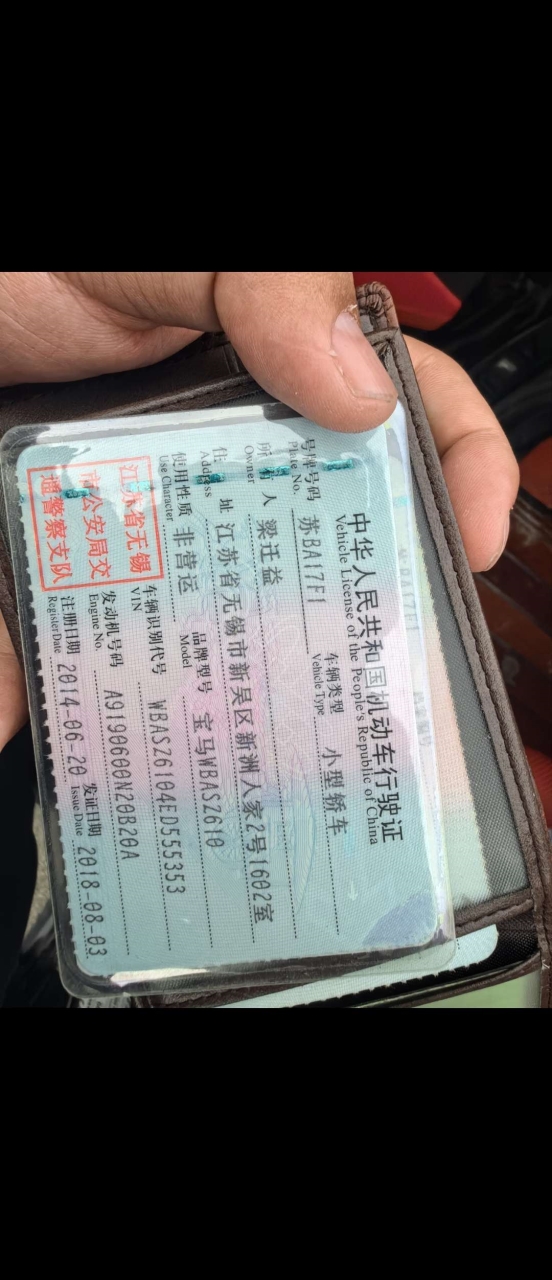 中华人民共和国机动车行驶证
Vehicle License of the People's Republic of China
号牌号码 苏BA17F1 车辆类型 小型轿车
Plate No. Vehicle Type
所有人 梁迁益
Owner
住址 江苏省无锡市新吴区新洲人家2号1602室
Address
使用性质 非营运 品牌型号 宝马WBASZ610
Use Character Model
江苏省无锡市公安局交通警察支队
车辆识别代号 WBASZ6104ED555353
VIN
发动机号码 A9190600N20B20A
Engine No.
注册日期 2014-06-20 发证日期 2018-08-03
Register Date Issue Date